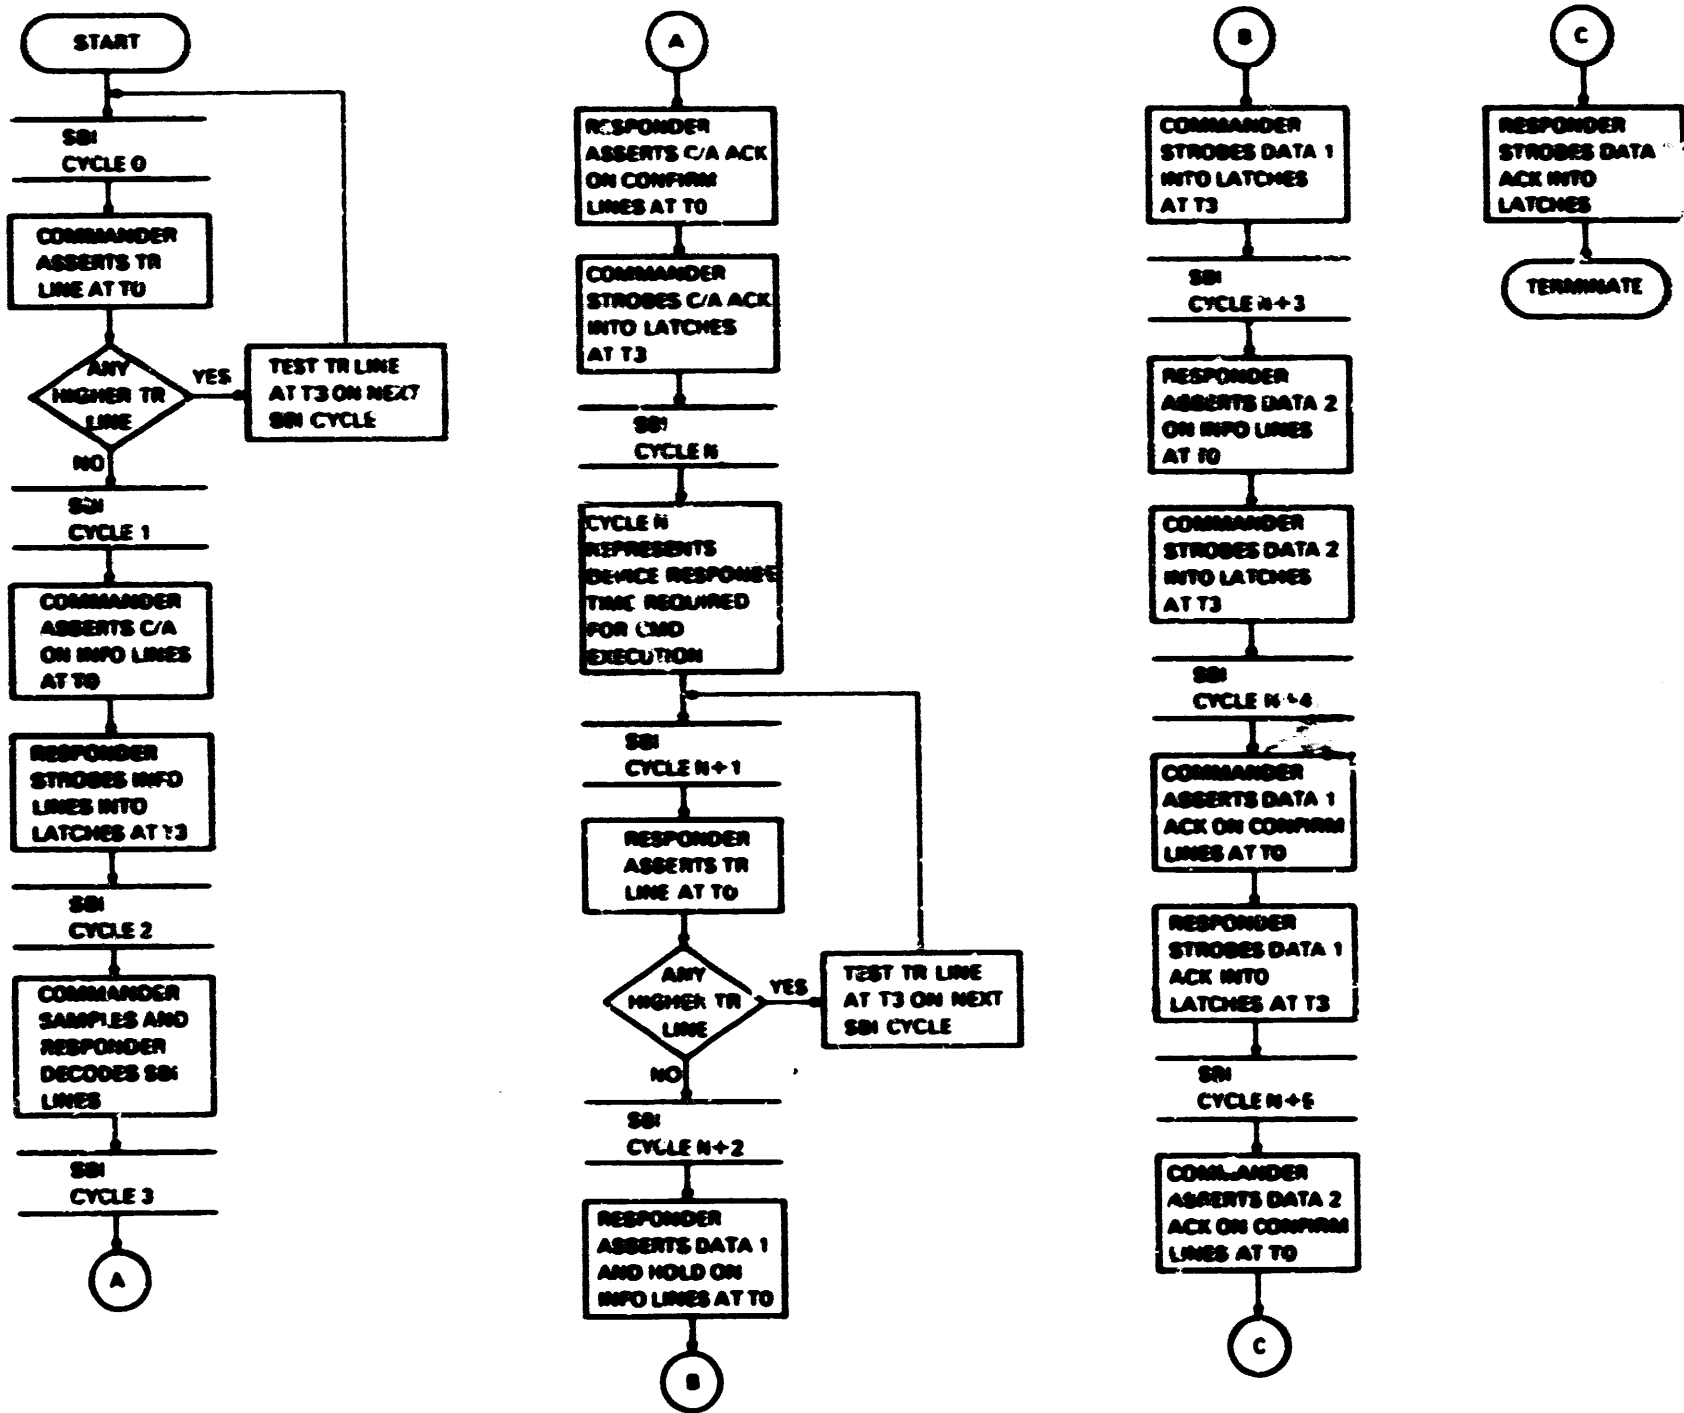 START
SBI
CYCLE 0
COMMANDER
ASSERTS TR
LINE AT T0
ANY
HIGHER TR
LINE
YES
TEST TR LINE
AT T3 ON NEXT
SBI CYCLE
NO
SBI
CYCLE 1
COMMANDER
ASSERTS C/A
ON INFO LINES
AT T0
RESPONDER
STROBES INFO
LINES INTO
LATCHES AT T3
SBI
CYCLE 2
COMMANDER
SAMPLES AND
RESPONDER
DECODES SBI
LINES
SBI
CYCLE 3
A
A
RESPONDER
ASSERTS C/A ACK
ON CONFIRM
LINES AT T0
COMMANDER
STROBES C/A ACK
INTO LATCHES
AT T3
SBI
CYCLE N
CYCLE N
REPRESENTS
DEVICE RESPONSE
TIME REQUIRED
FOR CMD
EXECUTION
SBI
CYCLE N+1
RESPONDER
ASSERTS TR
LINE AT T0
ANY
HIGHER TR
LINE
YES
TEST TR LINE
AT T3 ON NEXT
SBI CYCLE
NO
SBI
CYCLE N+2
RESPONDER
ASSERTS DATA 1
AND HOLD ON
INFO LINES AT T0
B
B
COMMANDER
STROBES DATA 1
INTO LATCHES
AT T3
SBI
CYCLE N+3
RESPONDER
ASSERTS DATA 2
ON INFO LINES
AT T0
COMMANDER
STROBES DATA 2
INTO LATCHES
AT T3
SBI
CYCLE N+4
COMMANDER
ASSERTS DATA 1
ACK ON CONFIRM
LINES AT T0
RESPONDER
STROBES DATA 1
ACK INTO
LATCHES AT T3
SBI
CYCLE N+5
COMMANDER
ASSERTS DATA 2
ACK ON CONFIRM
LINES AT T0
C
C
RESPONDER
STROBES DATA
ACK INTO
LATCHES
TERMINATE